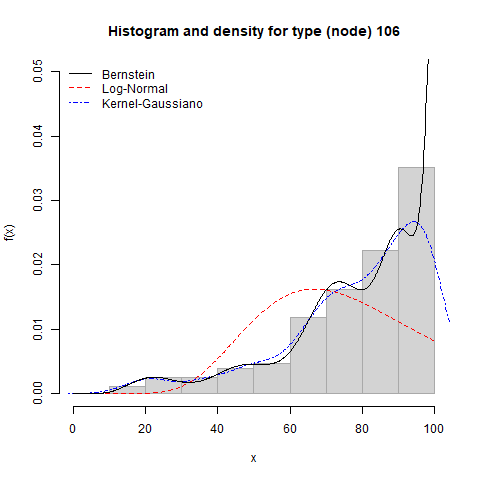 Histogram and density for type (node) 106
Bernstein
Log-Normal
Kernel-Gaussiano
f(x)
0.05
0.04
0.03
0.02
0.01
0.00
0 20 40 60 80 100
x